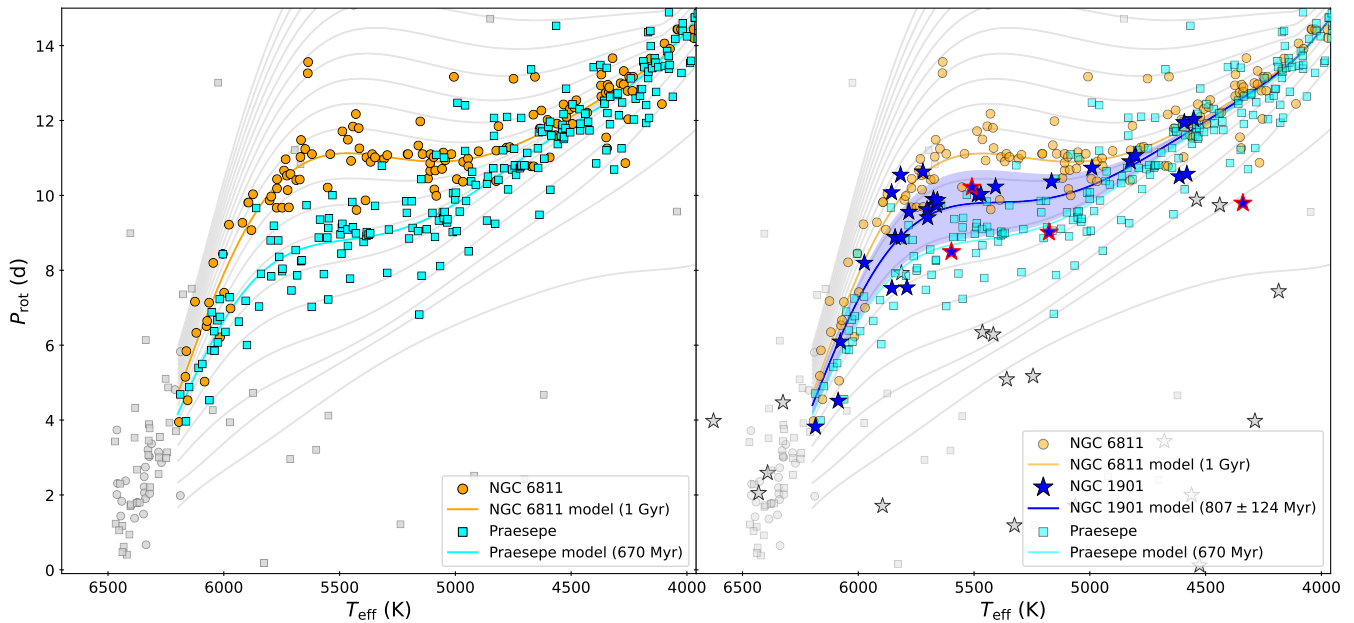 14
12
10
8
6
4
2
0
P_rot (d)
NGC 6811
NGC 6811 model (1 Gyr)
Praesepe
Praesepe model (670 Myr)
NGC 6811
NGC 6811 model (1 Gyr)
NGC 1901
NGC 1901 model (807 ± 124 Myr)
Praesepe
Praesepe model (670 Myr)
6500 6000 5500 5000 4500 4000
6500 6000 5500 5000 4500 4000
T_eff (K)
T_eff (K)